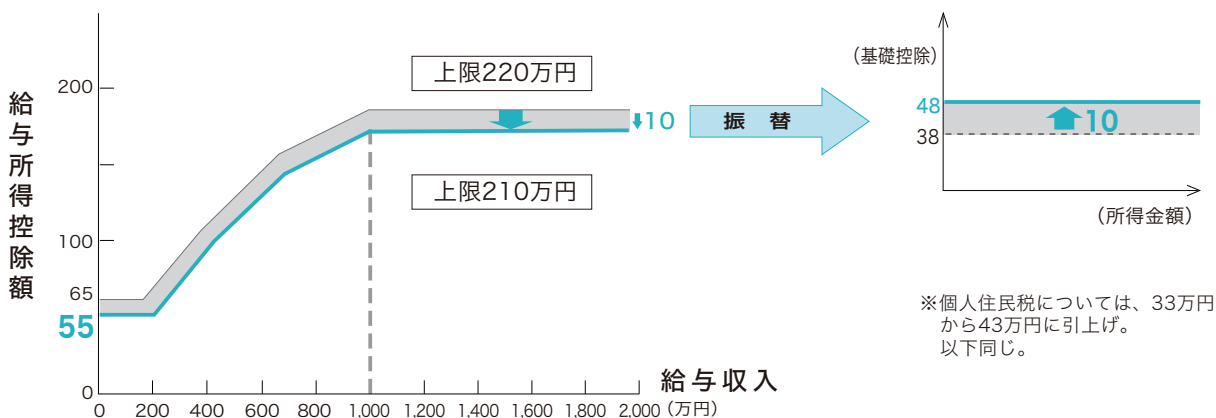 給与所得控除額
200
100
65
55
0
上限220万円
10
上限210万円
0 200 400 600 800 1,000 1,200 1,400 1,600 1,800 2,000 (万円)
給与収入
振替
(基礎控除)
48
38
10
(所得金額)
※個人住民税については、33万円
から43万円に引上げ。
以下同じ。